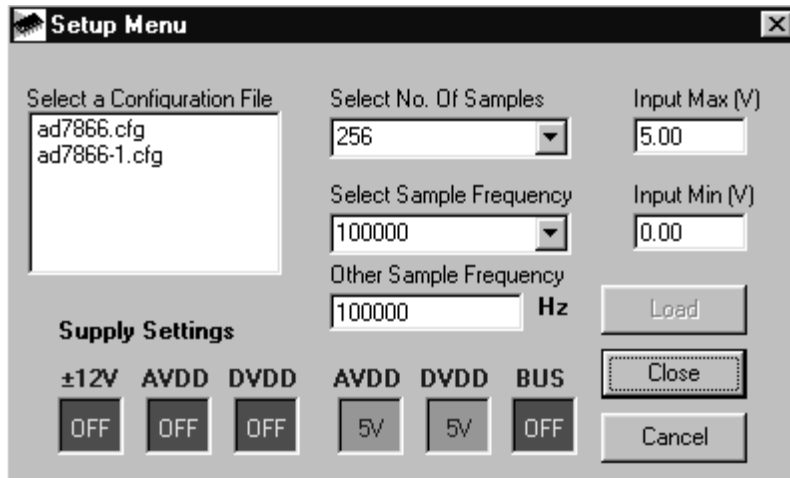 Setup Menu
Select a Configuration File
ad7866.cfg
ad7866-1.cfg
Select No. Of Samples
256
Input Max (V)
5.00
Select Sample Frequency
100000
Input Min (V)
0.00
Other Sample Frequency
100000 Hz
Load
Supply Settings
±12V AVDD DVDD AVDD DVDD BUS
OFF OFF OFF 5V 5V OFF
Close
Cancel